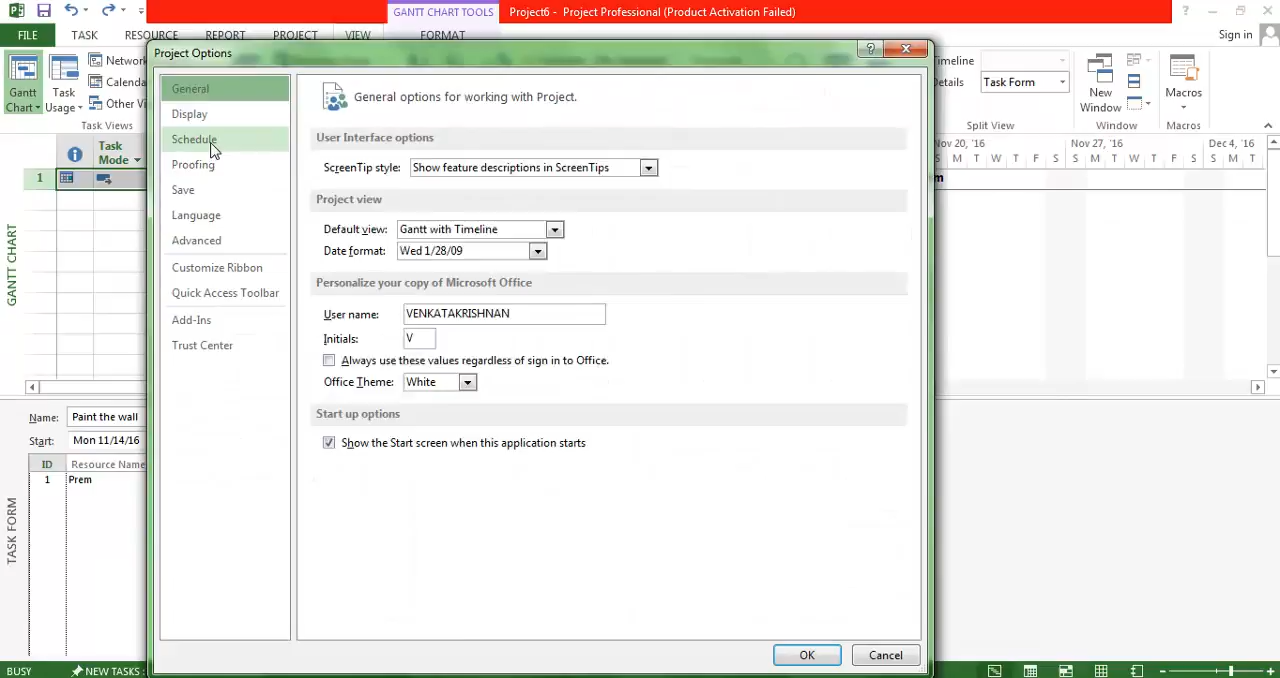 GANTT CHART TOOLS
Project6 - Project Professional (Product Activation Failed)
FILE
TASK
RESOURCE
REPORT
PROJECT
VIEW
FORMAT
Sign in
Gantt
Chart
Task
Usage
Network
Calenda
Other Vi
Task Views
Project Options
Timeline
Details
Task Form
Split View
New
Window
Window
Macros
Macros
Task
Mode
1
GANTT CHART
Nov 20, '16
Nov 27, '16
Dec 4, '16
S M T W T F S S M T W T F S S M T
General
Display
Schedule
Proofing
Save
Language
Advanced
Customize Ribbon
Quick Access Toolbar
Add-Ins
Trust Center
General options for working with Project.
User Interface options
ScreenTip style: Show feature descriptions in ScreenTips
Project view
Default view: Gantt with Timeline
Date format: Wed 1/28/09
Personalize your copy of Microsoft Office
User name: VENKATAKRISHNAN
Initials: V
Always use these values regardless of sign in to Office.
Office Theme: White
Start up options
Show the Start screen when this application starts
OK
Cancel
Name: Paint the wall
Start: Mon 11/14/16
ID Resource Name
1 Prem
TASK FORM
BUSY
NEW TASKS :